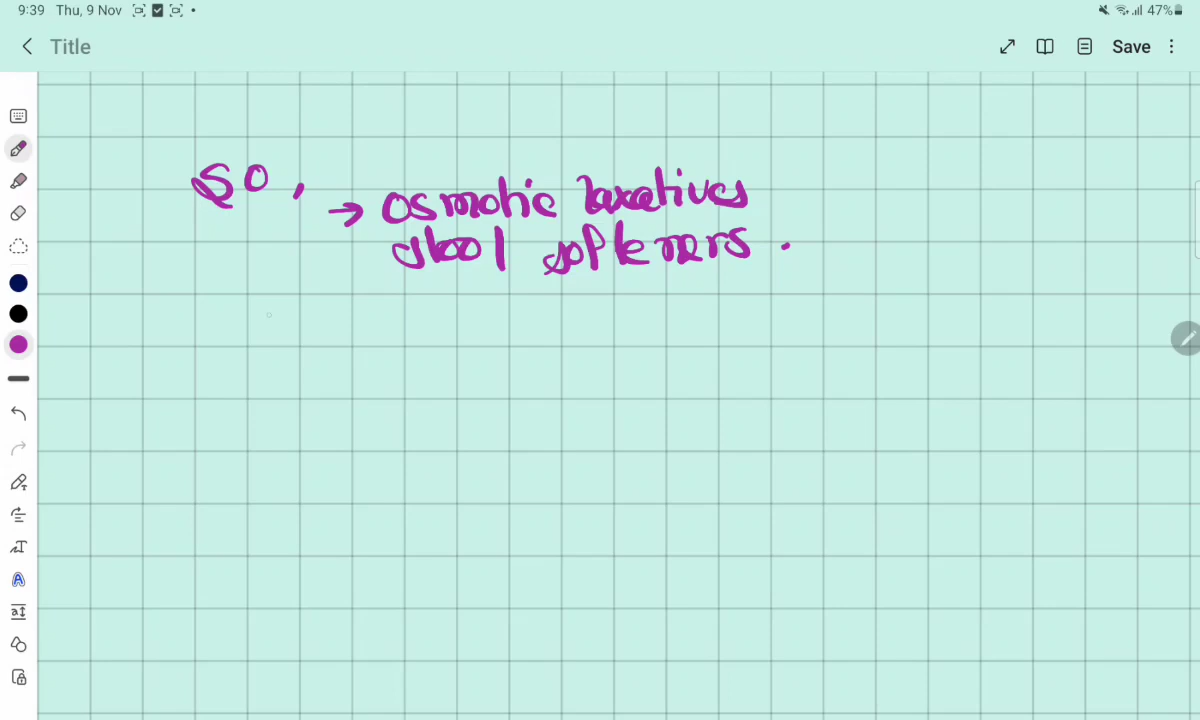 9:39 Thu, 9 Nov 47%
Title Save
so, → osmotic laxatives
stool softeners.